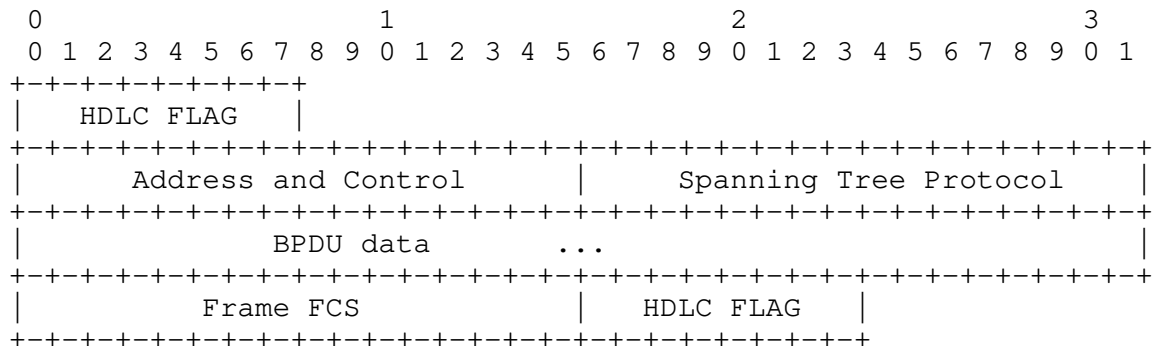 0                   1                   2                   3
 0 1 2 3 4 5 6 7 8 9 0 1 2 3 4 5 6 7 8 9 0 1 2 3 4 5 6 7 8 9 0 1
+-+-+-+-+-+-+-+-+
|   HDLC FLAG   |
+-+-+-+-+-+-+-+-+-+-+-+-+-+-+-+-+-+-+-+-+-+-+-+-+-+-+-+-+-+-+-+-+
|      Address and Control      |     Spanning Tree Protocol    |
+-+-+-+-+-+-+-+-+-+-+-+-+-+-+-+-+-+-+-+-+-+-+-+-+-+-+-+-+-+-+-+-+
|              BPDU data       ...                              |
+-+-+-+-+-+-+-+-+-+-+-+-+-+-+-+-+-+-+-+-+-+-+-+-+-+-+-+-+-+-+-+-+
|          Frame FCS            |   HDLC FLAG   |
+-+-+-+-+-+-+-+-+-+-+-+-+-+-+-+-+-+-+-+-+-+-+-+-+